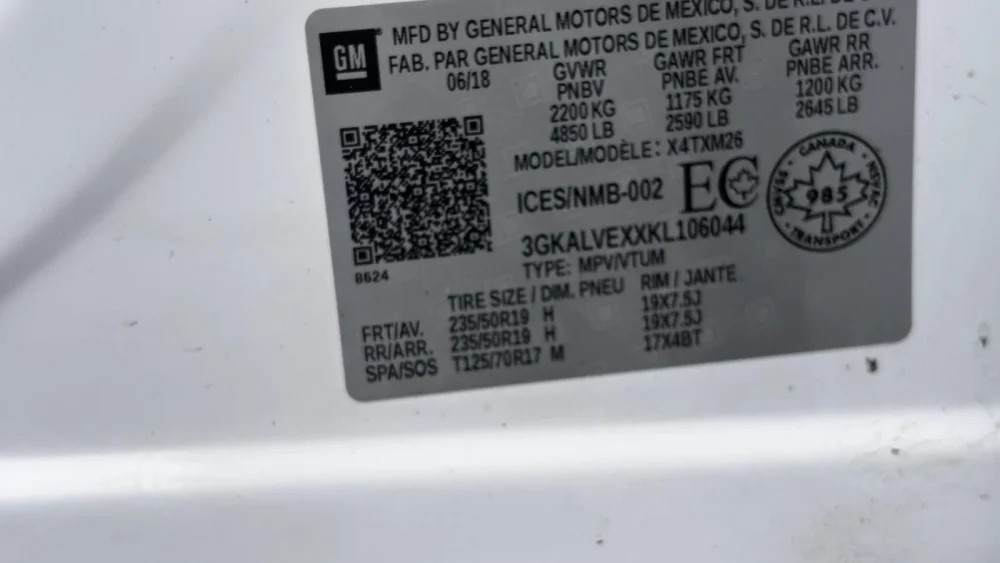 GM
MFD BY GENERAL MOTORS DE MEXICO, S. DE R.L. DE C.V.
FAB. PAR GENERAL MOTORS DE MEXICO, S. DE R.L. DE C.V.
06/18
GVWR GAWR FRT GAWR RR
PNBV PNBE AV. PNBE ARR.
2200 KG 1175 KG 1200 KG
4850 LB 2590 LB 2645 LB
MODEL/MODÈLE: X4TXM26
ICES/NMB-002 EC
CANADA
CMVSS NSVAC
985
TRANSPORT
3GKALVEXXKL106044
TYPE: MPV/VTUM
8624
TIRE SIZE / DIM. PNEU RIM / JANTE
FRT/AV. 235/50R19 H 19X7.5J
RR/ARR. 235/50R19 H 19X7.5J
SPA/SOS T125/70R17 M 17X4BT